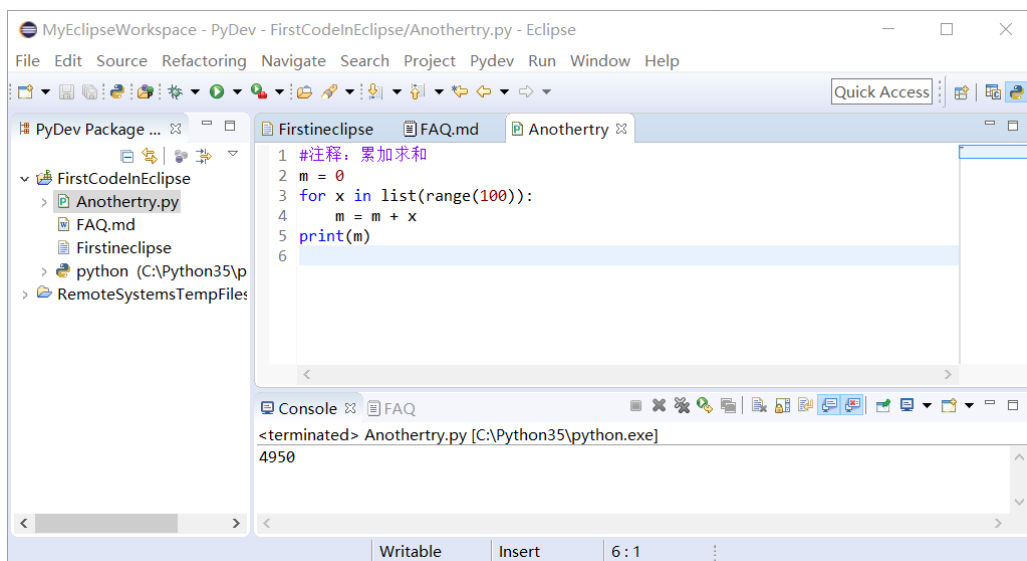 MyEclipseWorkspace - PyDev - FirstCodeInEclipse/Anothertry.py - Eclipse
File Edit Source Refactoring Navigate Search Project Pydev Run Window Help
Quick Access
PyDev Package ...
Firstineclipse FAQ.md Anothertry
FirstCodeInEclipse
Anothertry.py
FAQ.md
Firstineclipse
python (C:\Python35\p
RemoteSystemsTempFiles
1 #注释：累加求和
2 m = 0
3 for x in list(range(100)):
4     m = m + x
5 print(m)
6
Console FAQ
<terminated> Anothertry.py [C:\Python35\python.exe]
4950
Writable Insert 6 : 1